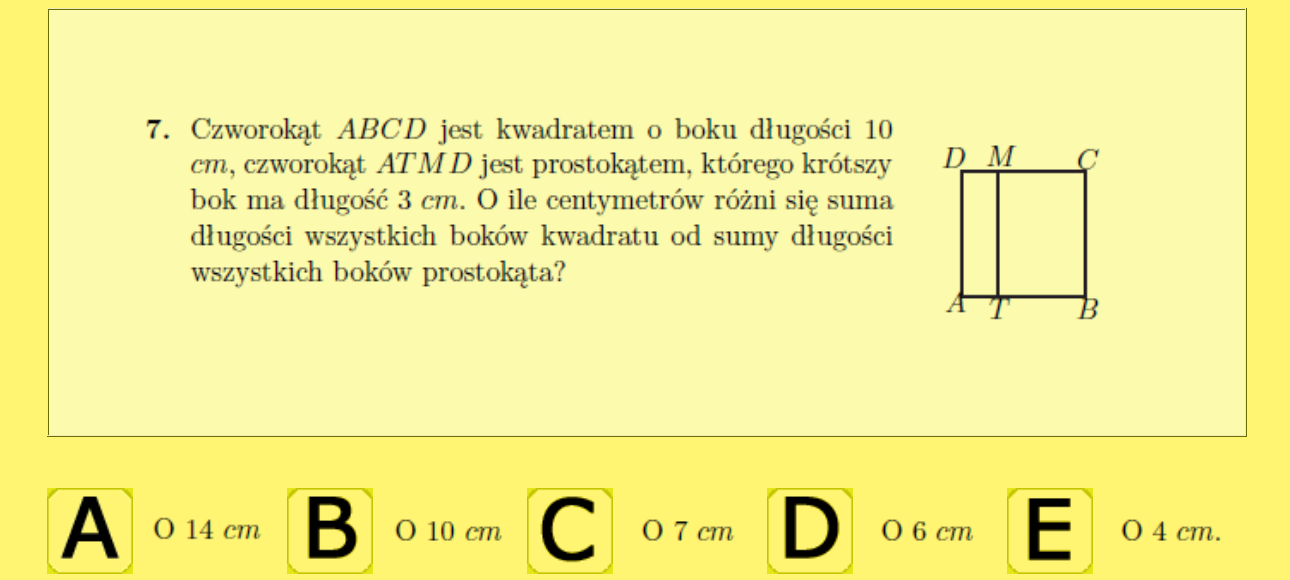 7. Czworokąt ABCD jest kwadratem o boku długości 10
cm, czworokąt ATMD jest prostokątem, którego krótszy
bok ma długość 3 cm. O ile centymetrów różni się suma
długości wszystkich boków kwadratu od sumy długości
wszystkich boków prostokąta?
D M C
A T B
A O 14 cm B O 10 cm C O 7 cm D O 6 cm E O 4 cm.